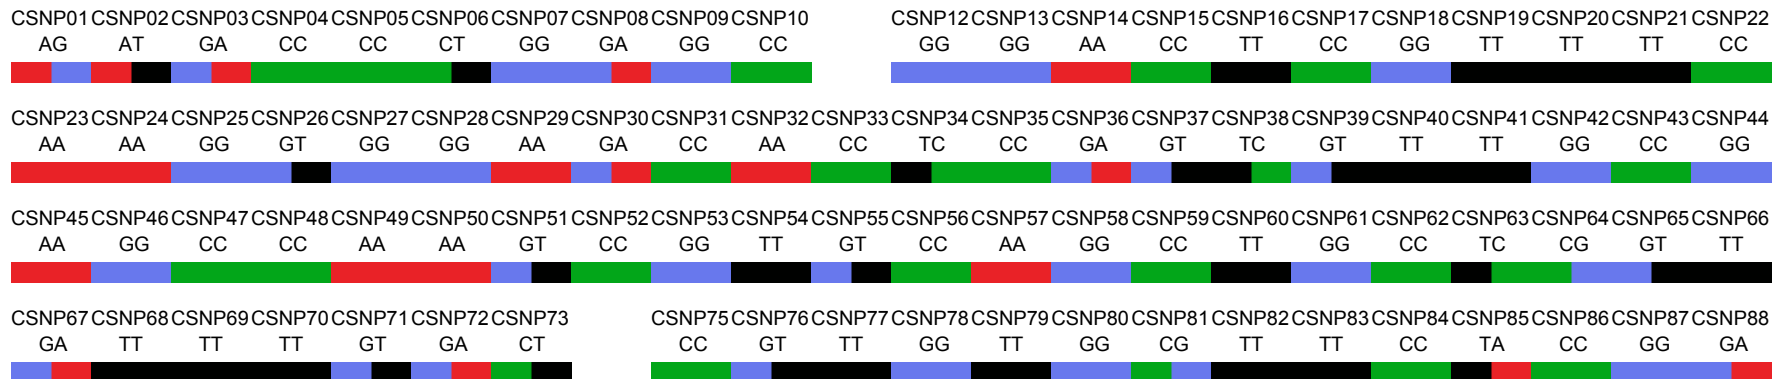 CSNP01 CSNP02 CSNP03 CSNP04 CSNP05 CSNP06 CSNP07 CSNP08 CSNP09 CSNP10 CSNP12 CSNP13 CSNP14 CSNP15 CSNP16 CSNP17 CSNP18 CSNP19 CSNP20 CSNP21 CSNP22
AG AT GA CC CC CT GG GA GG CC GG GG AA CC TT CC GG TT TT TT CC
CSNP23 CSNP24 CSNP25 CSNP26 CSNP27 CSNP28 CSNP29 CSNP30 CSNP31 CSNP32 CSNP33 CSNP34 CSNP35 CSNP36 CSNP37 CSNP38 CSNP39 CSNP40 CSNP41 CSNP42 CSNP43 CSNP44
AA AA GG GT GG GG AA GA CC AA CC TC CC GA GT TC GT TT TT GG CC GG
CSNP45 CSNP46 CSNP47 CSNP48 CSNP49 CSNP50 CSNP51 CSNP52 CSNP53 CSNP54 CSNP55 CSNP56 CSNP57 CSNP58 CSNP59 CSNP60 CSNP61 CSNP62 CSNP63 CSNP64 CSNP65 CSNP66
AA GG CC CC AA AA GT CC GG TT GT CC AA GG CC TT GG CC TC CG GT TT
CSNP67 CSNP68 CSNP69 CSNP70 CSNP71 CSNP72 CSNP73 CSNP75 CSNP76 CSNP77 CSNP78 CSNP79 CSNP80 CSNP81 CSNP82 CSNP83 CSNP84 CSNP85 CSNP86 CSNP87 CSNP88
GA TT TT TT GT GA CT CC GT TT GG TT GG CG TT TT CC TA CC GG GA